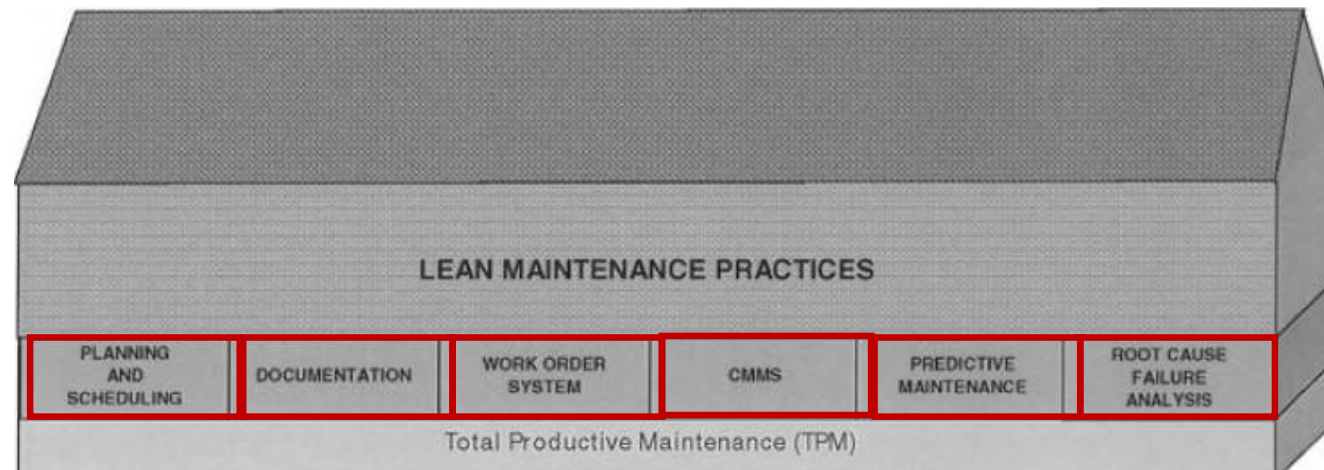 LEAN MAINTENANCE PRACTICES
PLANNING
AND
SCHEDULING
DOCUMENTATION
WORK ORDER
SYSTEM
CMMS
PREDICTIVE
MAINTENANCE
ROOT CAUSE
FAILURE
ANALYSIS
Total Productive Maintenance (TPM)